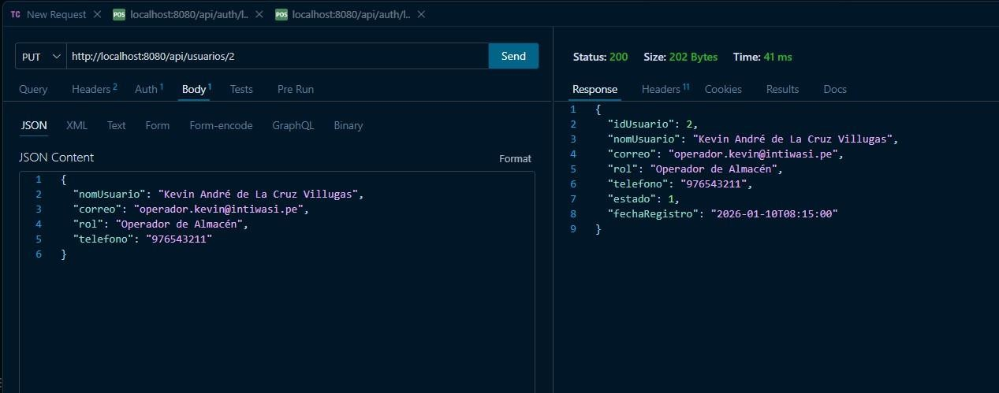 TC New Request × POS localhost:8080/api/auth/l.. × POS localhost:8080/api/auth/l.. ×
PUT http://localhost:8080/api/usuarios/2 Send
Query Headers 2 Auth 1 Body 1 Tests Pre Run
JSON XML Text Form Form-encode GraphQL Binary
JSON Content Format
1 {
2 "nomUsuario": "Kevin André de La Cruz Villugas",
3 "correo": "operador.kevin@intiwasi.pe",
4 "rol": "Operador de Almacén",
5 "telefono": "976543211"
6 }
Status: 200 Size: 202 Bytes Time: 41 ms
Response Headers 11 Cookies Results Docs
1 {
2 "idUsuario": 2,
3 "nomUsuario": "Kevin André de La Cruz Villugas",
4 "correo": "operador.kevin@intiwasi.pe",
5 "rol": "Operador de Almacén",
6 "telefono": "976543211",
7 "estado": 1,
8 "fechaRegistro": "2026-01-10T08:15:00"
9 }